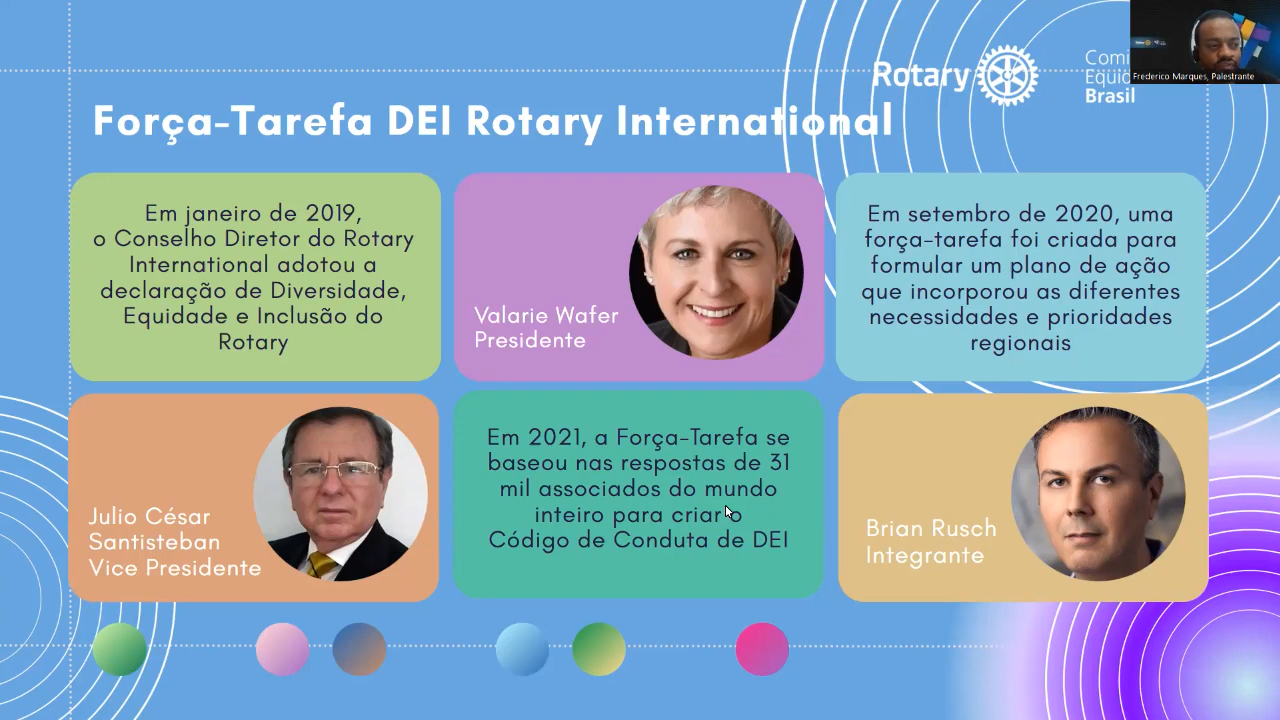 Rotary
Comi
Equid
Brasil
Frederico Marques, Palestrante
Força-Tarefa DEI Rotary International
Em janeiro de 2019,
o Conselho Diretor do Rotary
International adotou a
declaração de Diversidade,
Equidade e Inclusão do
Rotary
Valarie Wafer
Presidente
Em setembro de 2020, uma
força-tarefa foi criada para
formular um plano de ação
que incorporou as diferentes
necessidades e prioridades
regionais
Julio César
Santisteban
Vice Presidente
Em 2021, a Força-Tarefa se
baseou nas respostas de 31
mil associados do mundo
inteiro para criar o
Código de Conduta de DEI
Brian Rusch
Integrante